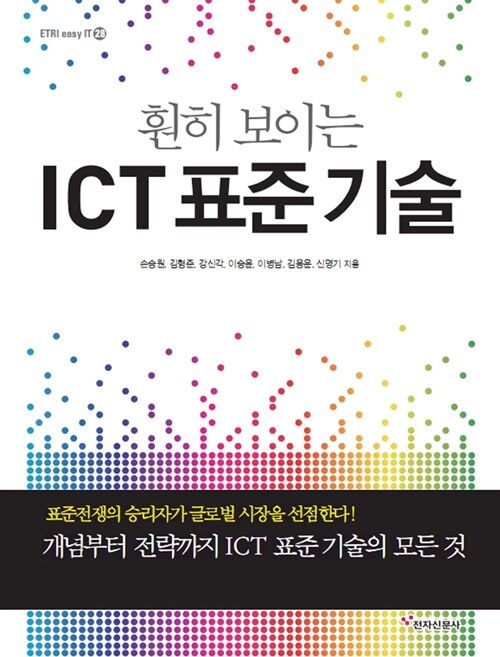 ETRI easy IT 28
훤히 보이는
ICT 표준 기술
손승원, 김형준, 강신각, 이승윤, 이병남, 김용운, 신명기 지음
표준전쟁의 승리자가 글로벌 시장을 선점한다!
개념부터 전략까지 ICT 표준 기술의 모든 것
전자신문사